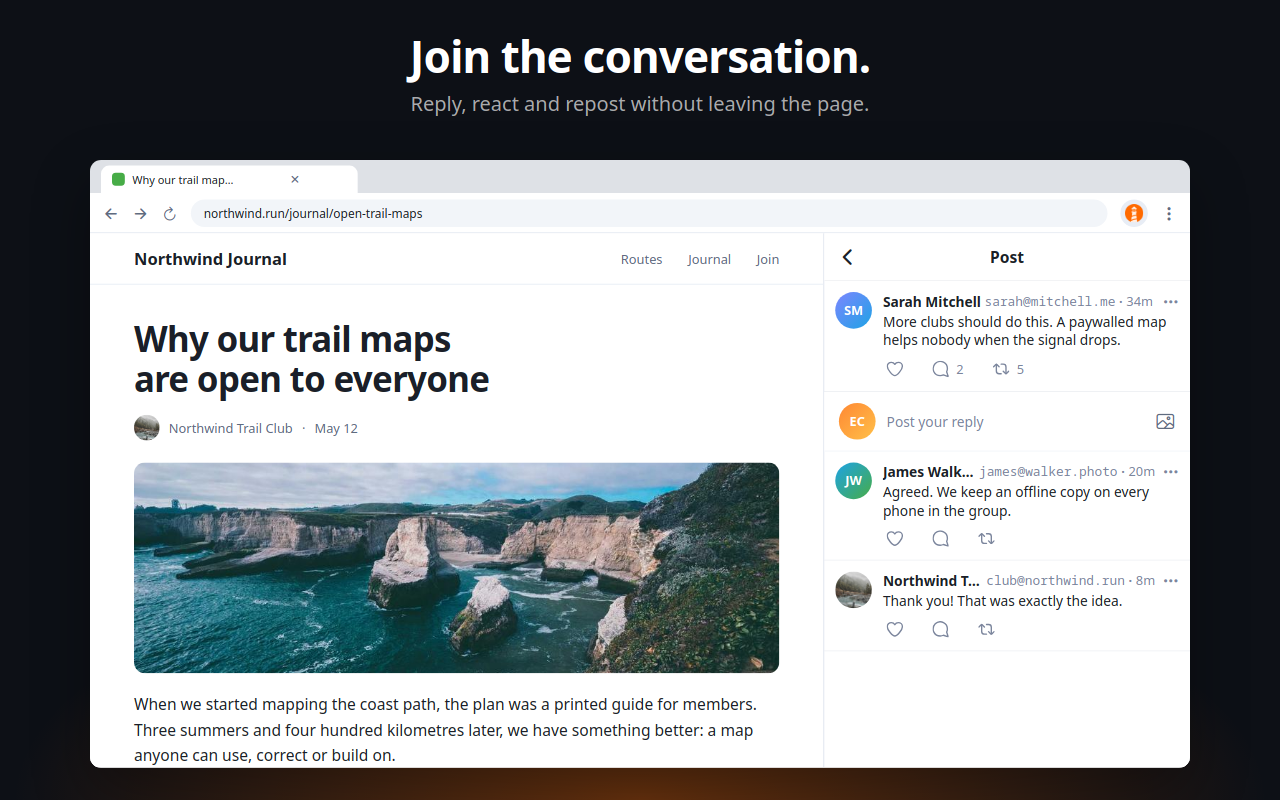 Join the conversation.
Reply, react and repost without leaving the page.
Why our trail map...
northwind.run/journal/open-trail-maps
Northwind Journal
Routes
Journal
Join
Why our trail maps
are open to everyone
Northwind Trail Club · May 12
When we started mapping the coast path, the plan was a printed guide for members.
Three summers and four hundred kilometres later, we have something better: a map
anyone can use, correct or build on.
Post
SM
Sarah Mitchell sarah@mitchell.me · 34m
More clubs should do this. A paywalled map
helps nobody when the signal drops.
2
5
EC
Post your reply
JW
James Walk... james@walker.photo · 20m
Agreed. We keep an offline copy on every
phone in the group.
Northwind T... club@northwind.run · 8m
Thank you! That was exactly the idea.